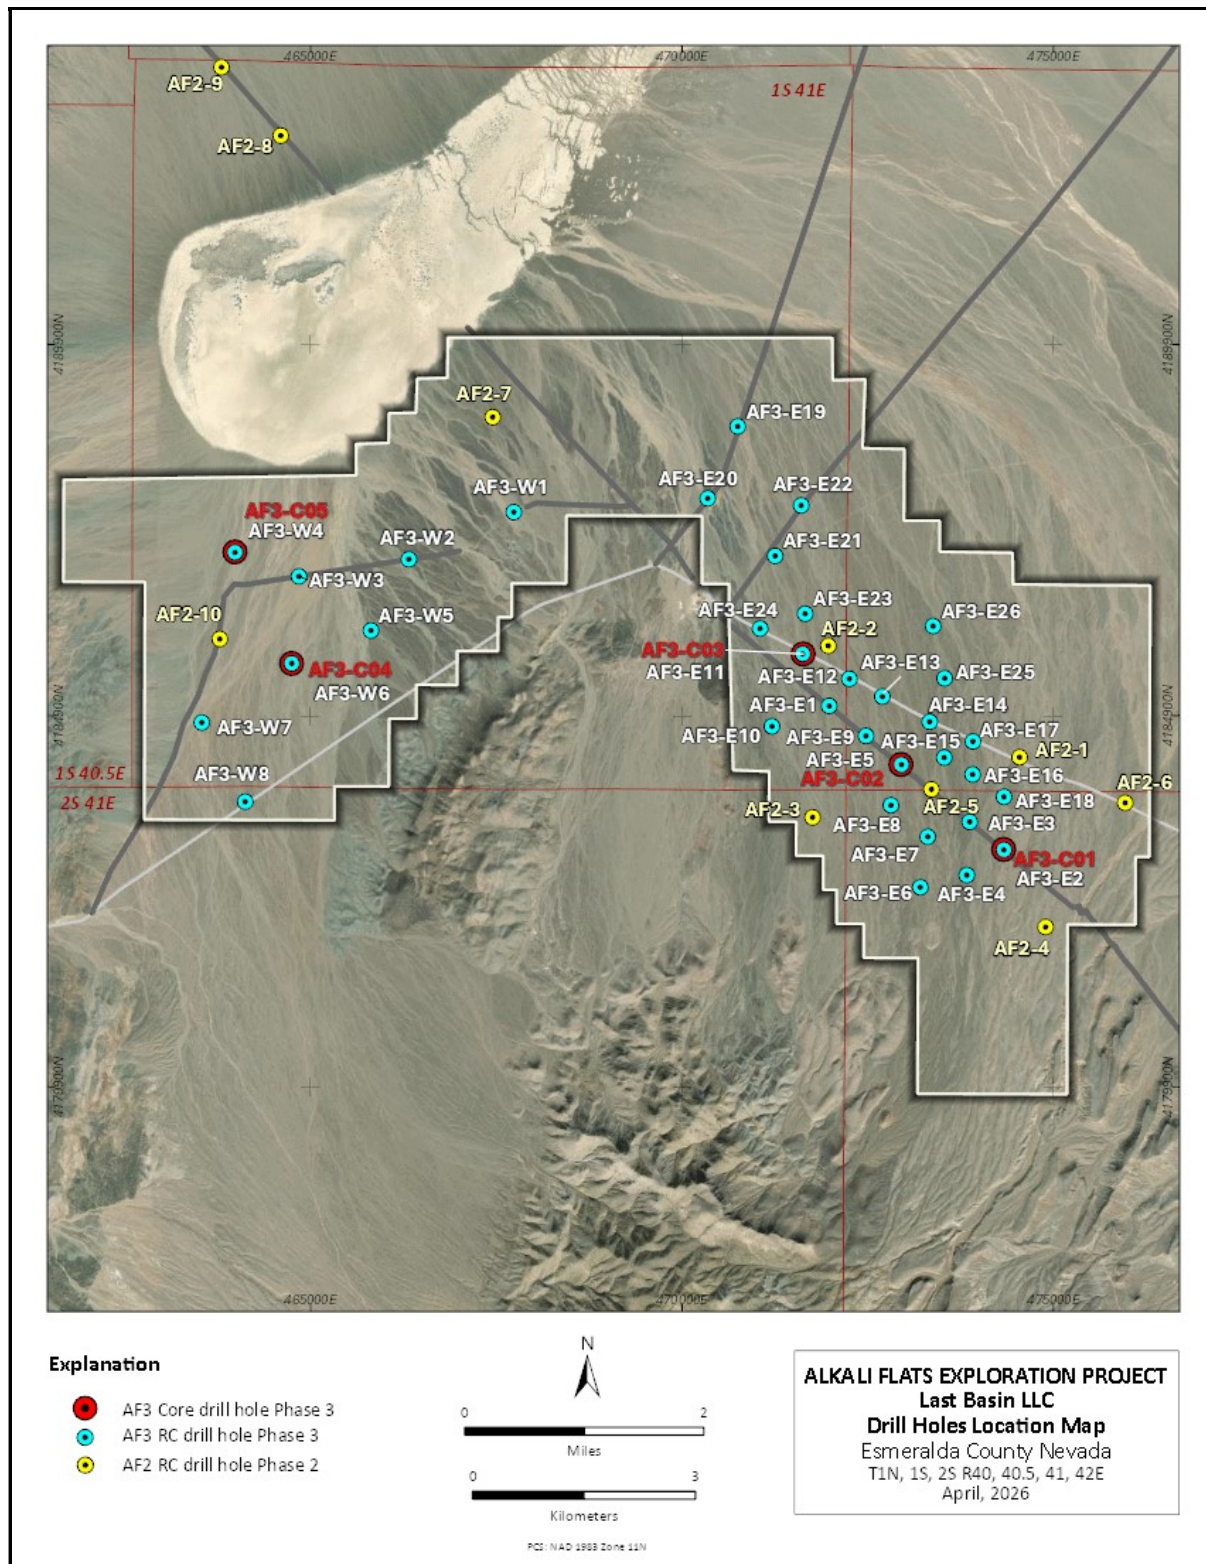 465000E
470000E
475000E
1S 41E
AF2-9
AF2-8
4189900N
4189900N
AF2-7
AF3-E19
AF3-E20
AF3-W1
AF3-E22
AF3-C05
AF3-W4
AF3-W2
AF3-E21
AF3-W3
AF2-10
AF3-W5
AF3-E24
AF3-E23
AF3-E26
AF2-2
AF3-C03
AF3-E11
AF3-C04
AF3-W6
AF3-E12
AF3-E13
AF3-E25
AF3-E1
AF3-E14
AF3-W7
AF3-E10
AF3-E9
AF3-E15
AF3-E17
4184900N
4184900N
AF3-E5
AF2-1
AF3-C02
AF3-E16
AF2-6
1S 40.5E
2S 41E
AF3-W8
AF2-3
AF2-5
AF3-E18
AF3-E8
AF3-E3
AF3-E7
AF3-C01
AF3-E2
AF3-E6
AF3-E4
AF2-4
4179900N
4179900N
465000E
470000E
475000E
Explanation
AF3 Core drill hole Phase 3
AF3 RC drill hole Phase 3
AF2 RC drill hole Phase 2
N
0 2
Miles
0 3
Kilometers
PCS: NAD 1983 Zone 11N
ALKALI FLATS EXPLORATION PROJECT
Last Basin LLC
Drill Holes Location Map
Esmeralda County Nevada
T1N, 1S, 2S R40, 40.5, 41, 42E
April, 2026